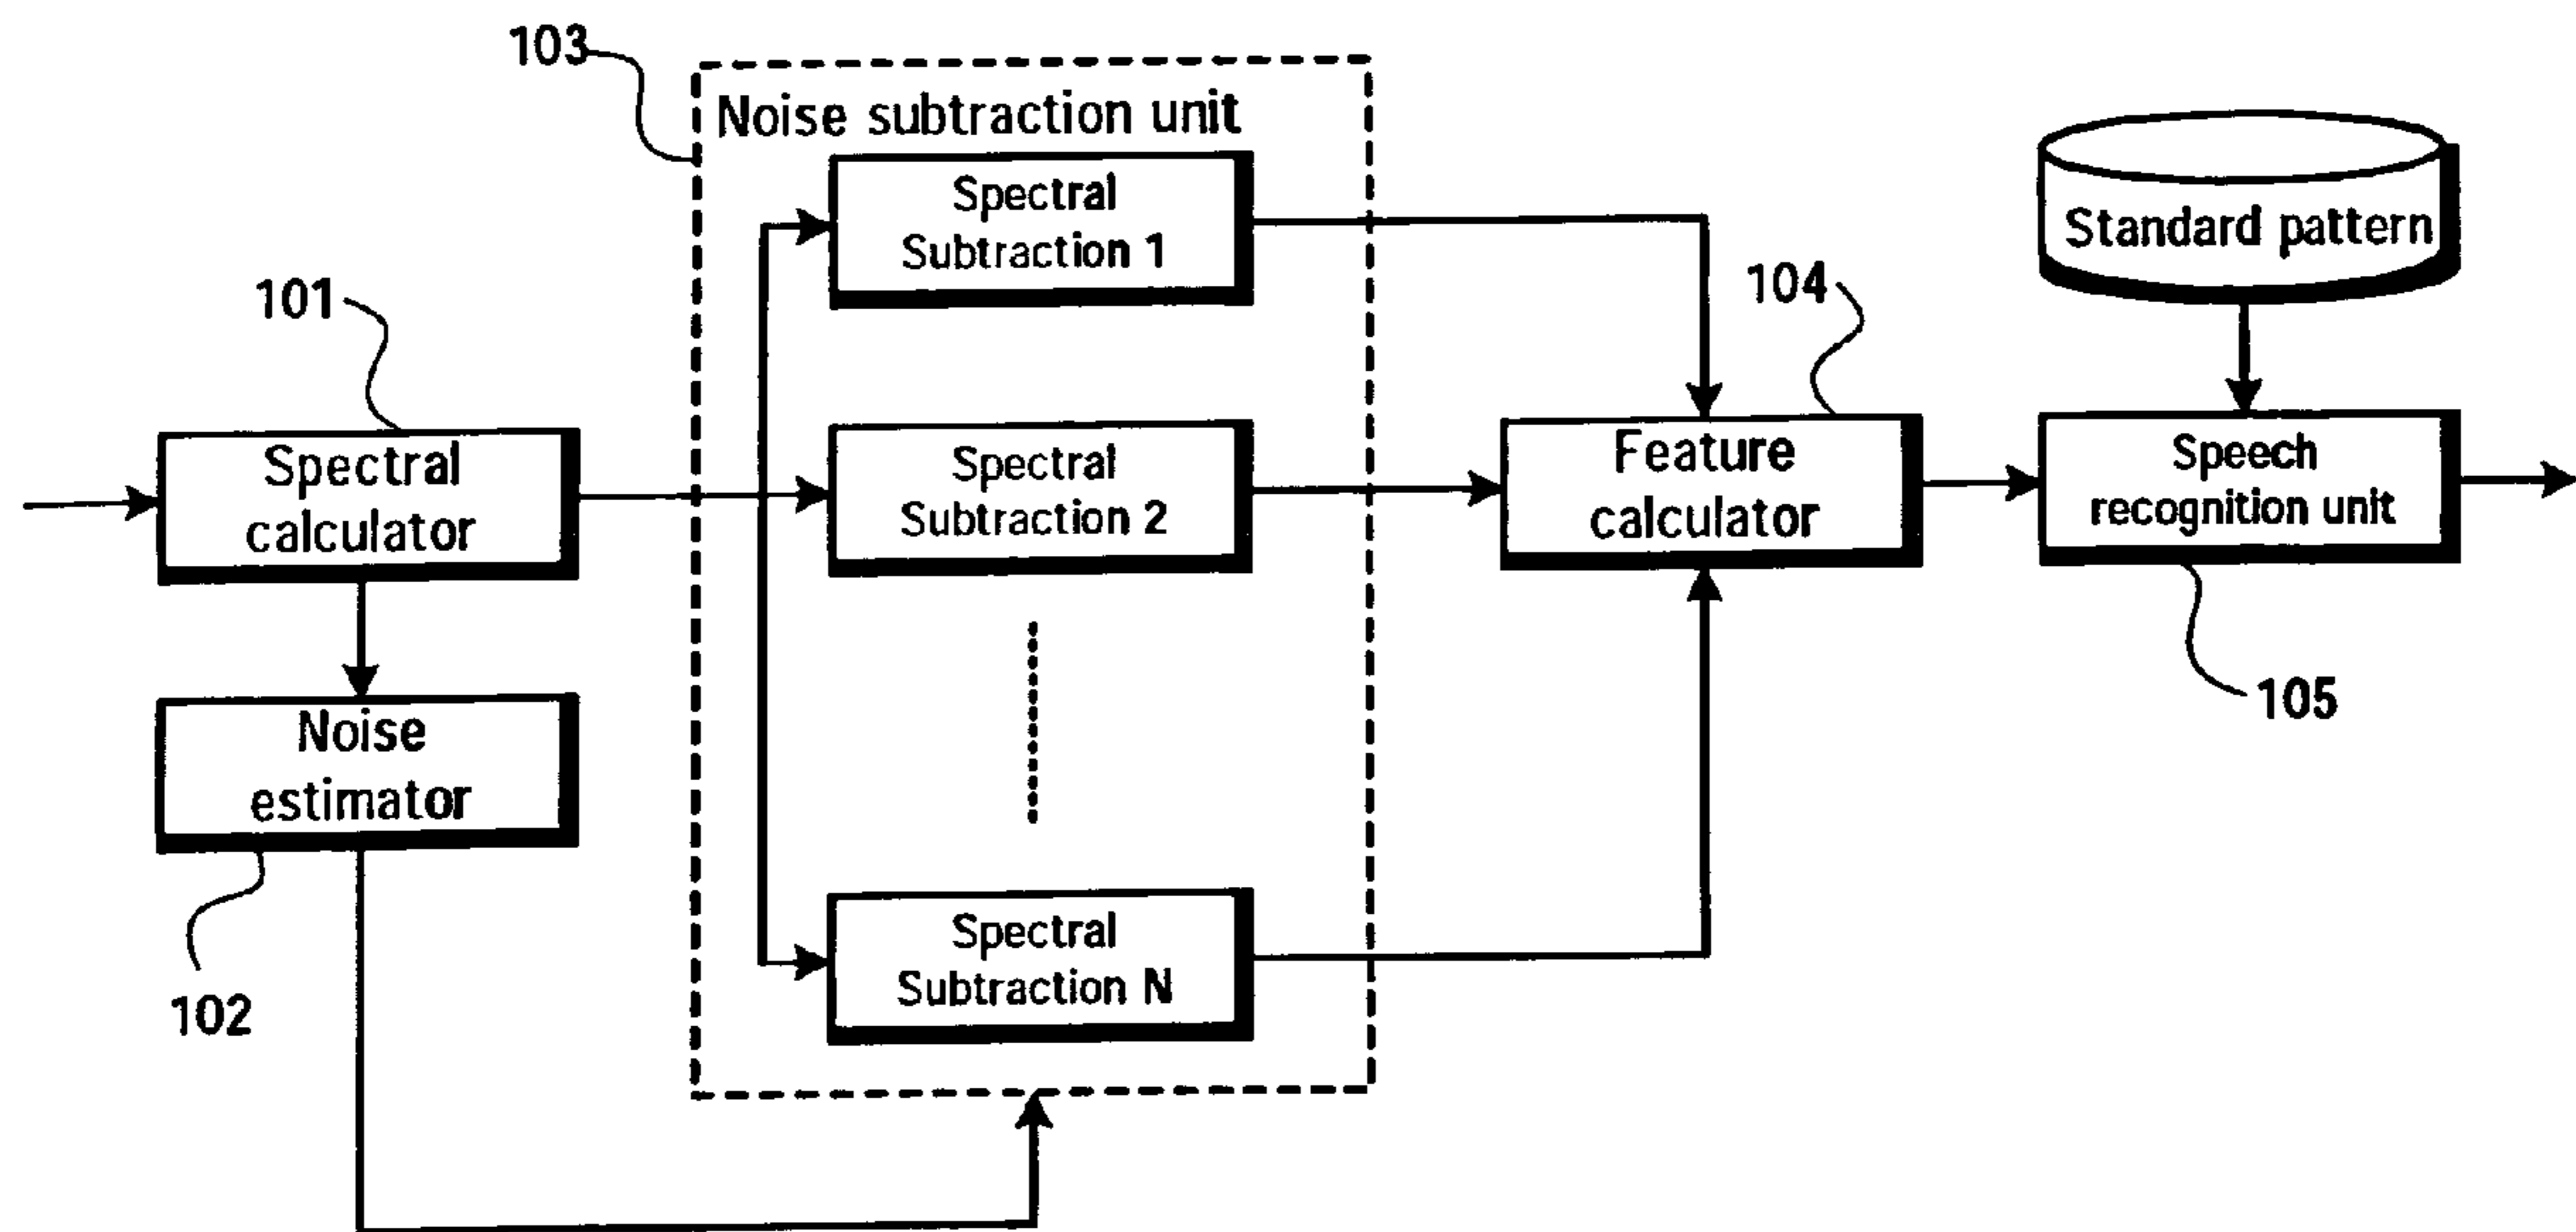 103
Noise subtraction unit
Spectral
Subtraction 1
Standard pattern
101
104
Spectral
calculator
Spectral
Subtraction 2
Feature
calculator
Speech
recognition unit
Noise
estimator
105
Spectral
Subtraction N
102